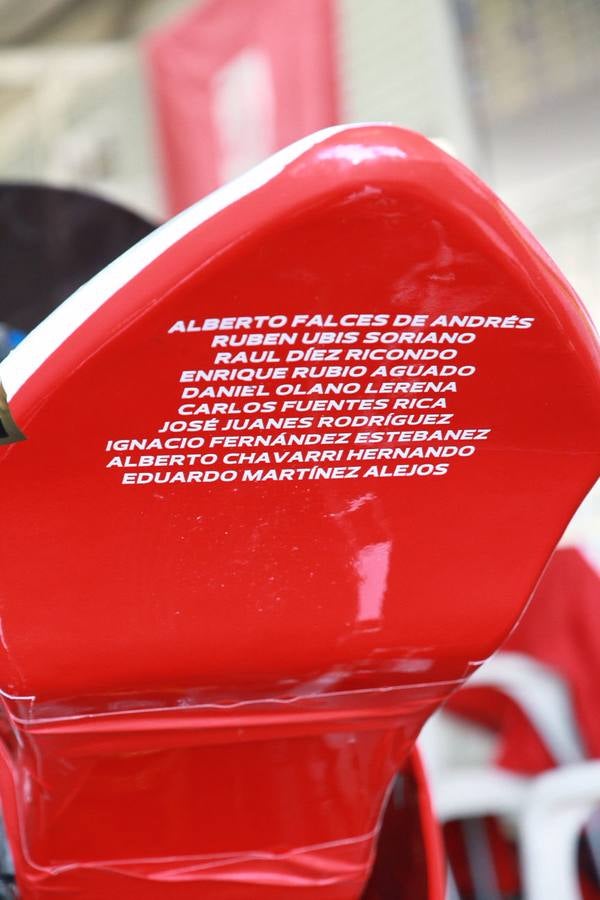 ALBERTO FALCES DE ANDRÉS
RUBEN UBIS SORIANO
RAUL DÍEZ RICONDO
ENRIQUE RUBIO AGUADO
DANIEL OLANO LERENA
CARLOS FUENTES RICA
JOSÉ JUANES RODRÍGUEZ
IGNACIO FERNÁNDEZ ESTEBANEZ
ALBERTO CHAVARRI HERNANDO
EDUARDO MARTÍNEZ ALEJOS